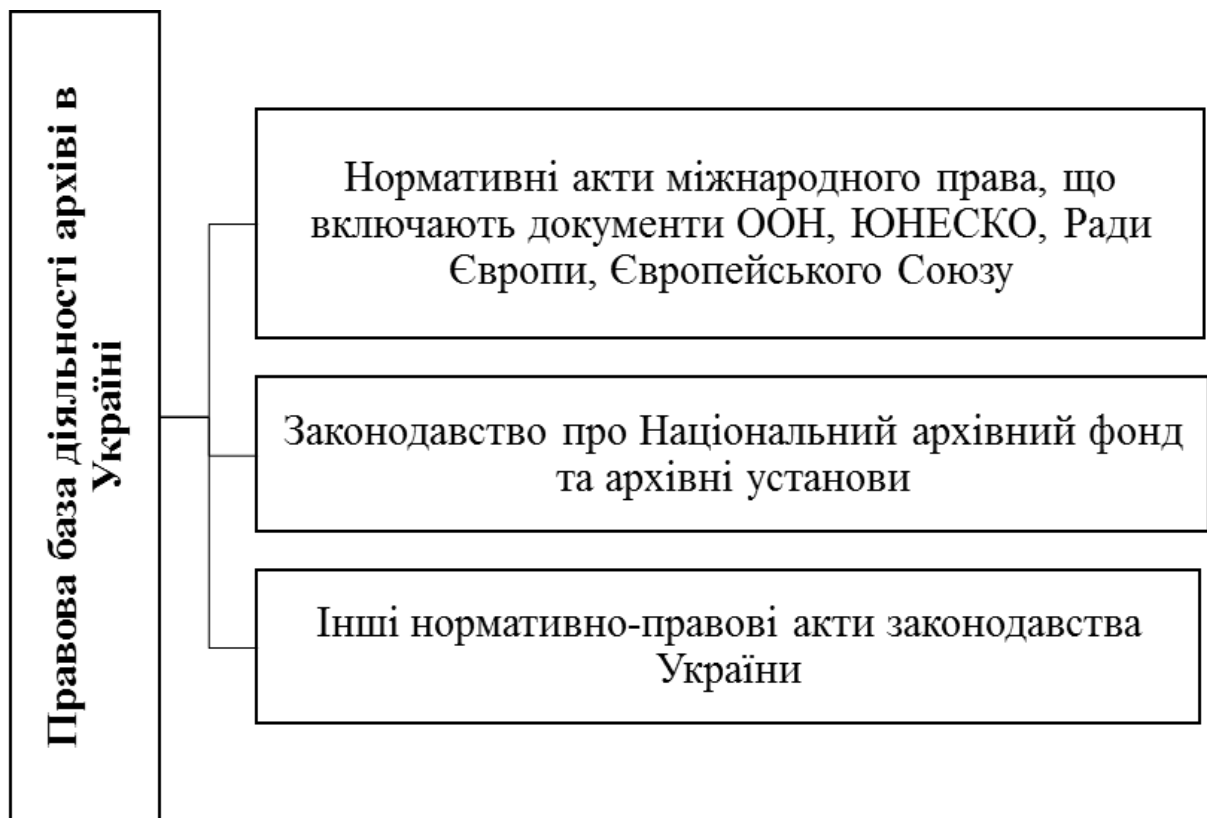 Правова база діяльності архіві в
Україні
Нормативні акти міжнародного права, що
включають документи ООН, ЮНЕСКО, Ради
Європи, Європейського Союзу
Законодавство про Національний архівний фонд
та архівні установи
Інші нормативно-правові акти законодавства
України